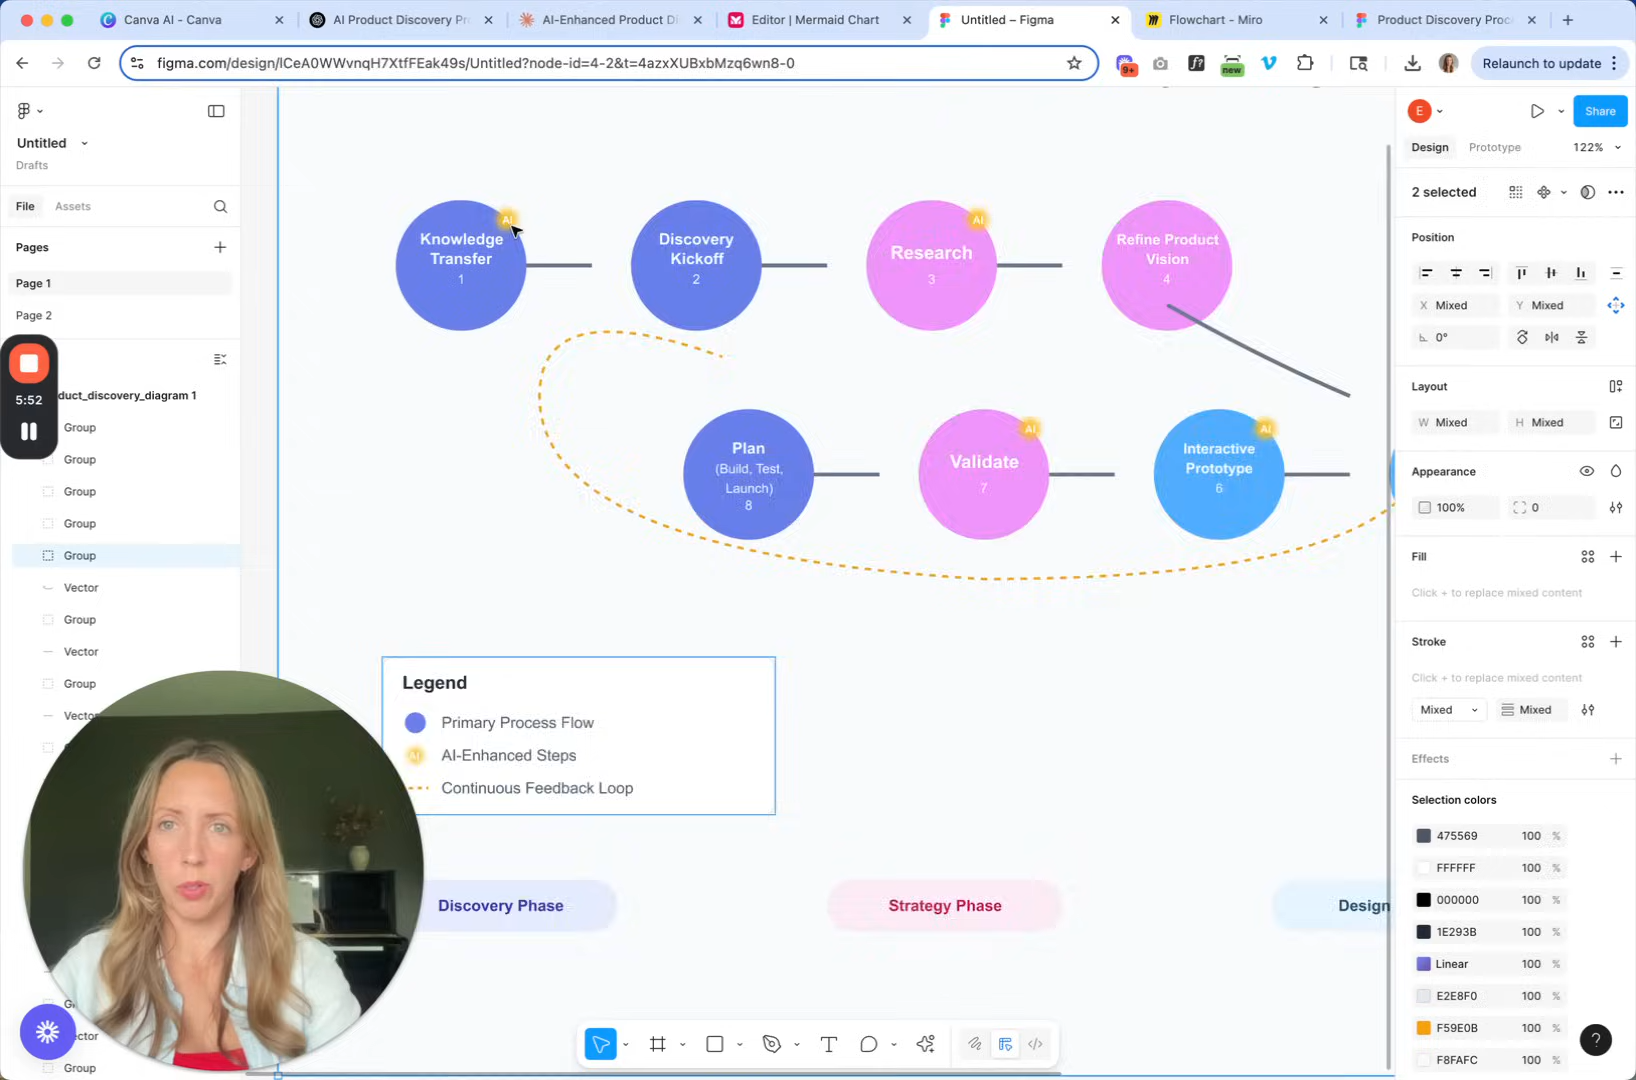 Canva AI - Canva
AI Product Discovery Pr
AI-Enhanced Product D
Editor | Mermaid Chart
Untitled – Figma
Flowchart - Miro
Product Discovery Proc
figma.com/design/lCeA0WWvnqH7XtfFEak49s/Untitled?node-id=4-2&t=4azxXUBxbMzq6wn8-0
9+
f?
new
Relaunch to update
Untitled
Drafts
File
Assets
Pages
Page 1
Page 2
5:52
duct_discovery_diagram 1
Group
Group
Group
Group
Group
Vector
Group
Vector
Group
Vecto
ector
Group
AI
Knowledge
Transfer
1
Discovery
Kickoff
2
AI
Research
3
Refine Product
Vision
4
Plan
(Build, Test,
Launch)
8
AI
Validate
7
AI
Interactive
Prototype
6
Legend
Primary Process Flow
AI
AI-Enhanced Steps
Continuous Feedback Loop
Discovery Phase
Strategy Phase
Design
E
Share
Design
Prototype
122%
2 selected
Position
X Mixed
Y Mixed
0°
Layout
W Mixed
H Mixed
Appearance
100%
0
Fill
Click + to replace mixed content
Stroke
Click + to replace mixed content
Mixed
Mixed
Effects
Selection colors
475569 100 %
FFFFFF 100 %
000000 100 %
1E293B 100 %
Linear 100 %
E2E8F0 100 %
F59E0B 100 %
F8FAFC 100 %
?